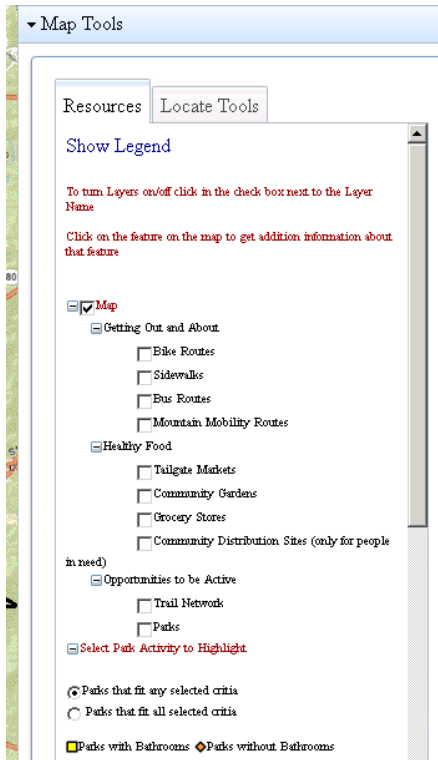 Map Tools
Resources
Locate Tools
Show Legend
To turn Layers on/off click in the check box next to the Layer
Name
Click on the feature on the map to get addition information about
that feature
80
Map
Getting Out and About
Bike Routes
Sidewalks
Bus Routes
Mountain Mobility Routes
Healthy Food
Tailgate Markets
Community Gardens
Grocery Stores
Community Distribution Sites (only for people
in need)
Opportunities to be Active
Trail Network
Parks
Select Park Activity to Highlight
Parks that fit any selected critia
Parks that fit all selected critia
Parks with Bathrooms Parks without Bathrooms